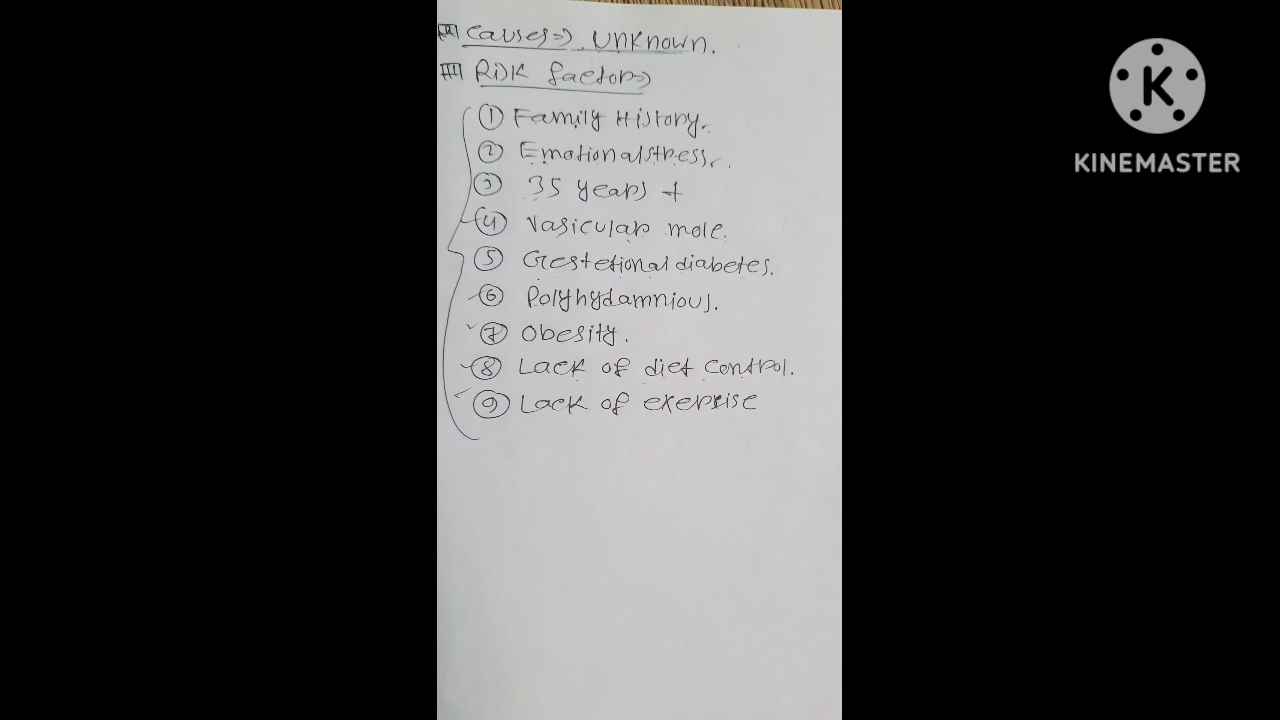 Causes => Unknown.
Risk factors =>
① Family History.
② Emotional stress.
③ 35 years +
④ Vasicular mole.
⑤ Gestetional diabetes.
⑥ Polyhydamnious.
⑦ Obesity.
⑧ Lack of diet control.
⑨ Lack of exercise
K
KINEMASTER